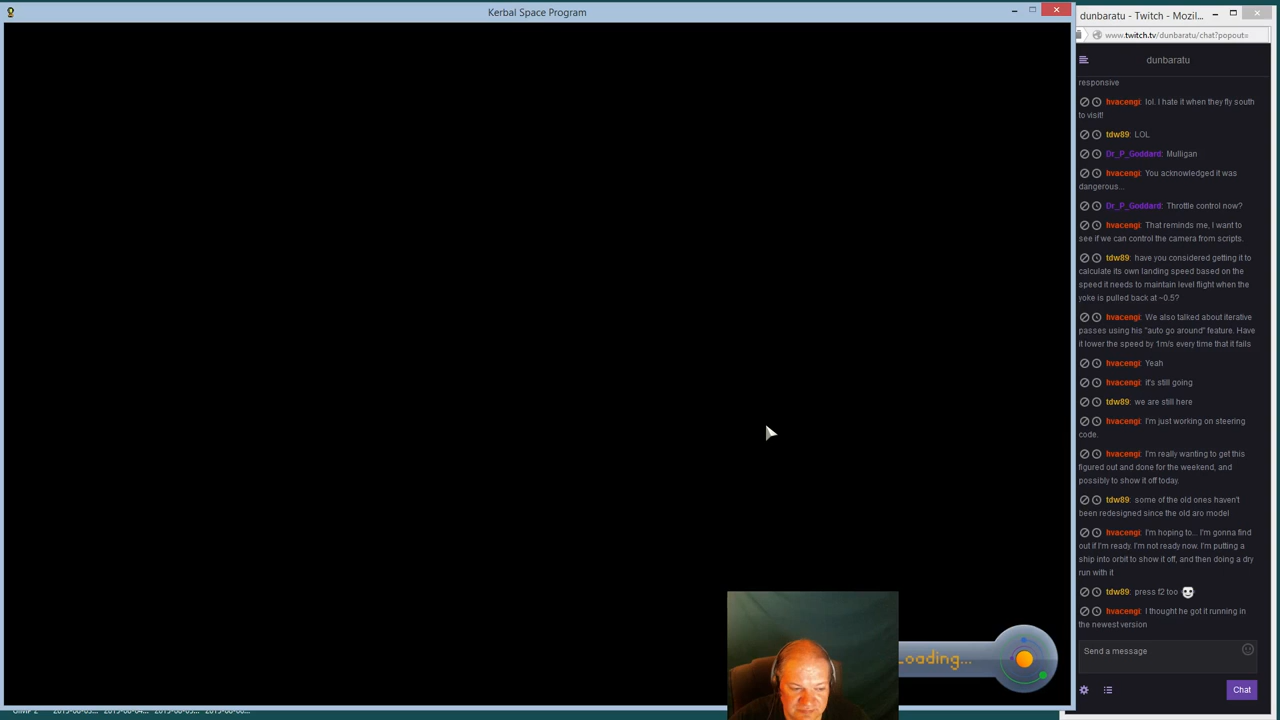 Kerbal Space Program
dunbaratu - Twitch - Mozil...
www.twitch.tv/dunbaratu/chat?popout=
dunbaratu
responsive
hvacengi: lol. I hate it when they fly south
to visit!
tdw89: LOL
Dr_P_Goddard: Mulligan
hvacengi: You acknowledged it was
dangerous...
Dr_P_Goddard: Throttle control now?
hvacengi: That reminds me, I want to
see if we can control the camera from scripts.
tdw89: have you considered getting it to
calculate its own landing speed based on the
speed it needs to maintain level flight when the
yoke is pulled back at ~0.5?
hvacengi: We also talked about iterative
passes using his "auto go around" feature. Have
it lower the speed by 1m/s every time that it fails
hvacengi: Yeah
hvacengi: it's still going
tdw89: we are still here
hvacengi: I'm just working on steering
code.
hvacengi: I'm really wanting to get this
figured out and done for the weekend, and
possibly to show it off today.
tdw89: some of the old ones haven't
been redesigned since the old aro model
hvacengi: I'm hoping to... I'm gonna find
out if I'm ready. I'm not ready now. I'm putting a
ship into orbit to show it off, and then doing a dry
run with it
tdw89: press f2 too
hvacengi: I thought he got it running in
the newest version
Send a message
Chat
Loading...